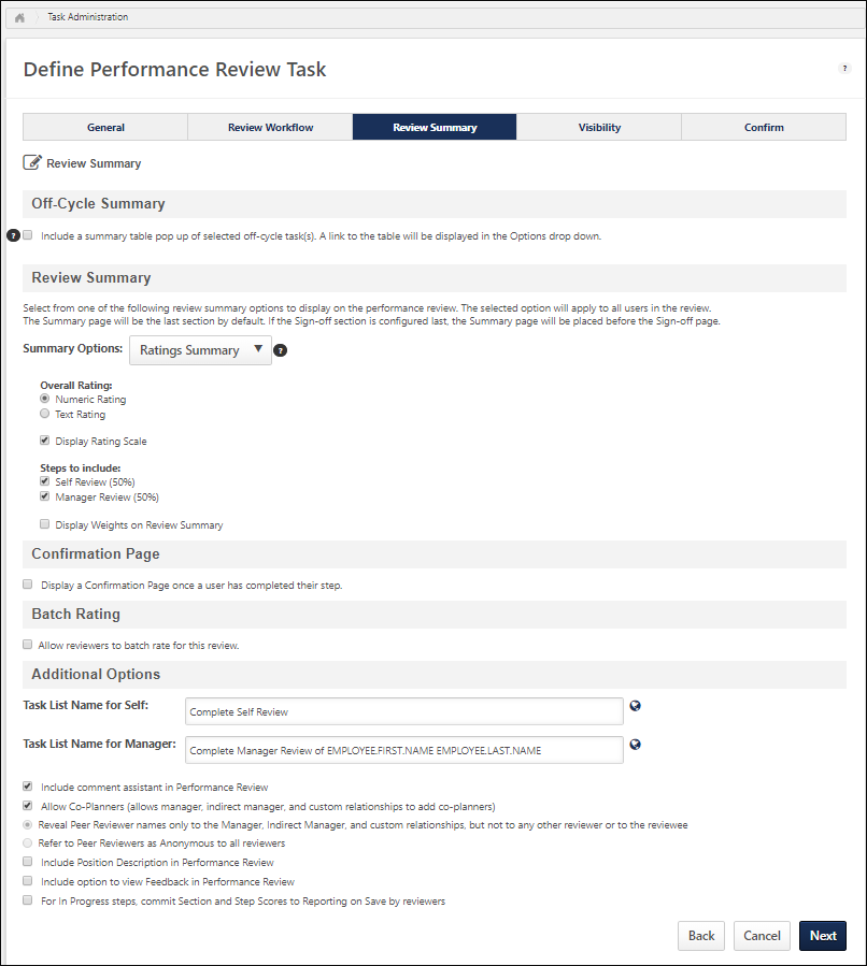 Task Administration
Define Performance Review Task
?
General
Review Workflow
Review Summary
Visibility
Confirm
Review Summary
Off-Cycle Summary
? Include a summary table pop up of selected off-cycle task(s). A link to the table will be displayed in the Options drop down.
Review Summary
Select from one of the following review summary options to display on the performance review. The selected option will apply to all users in the review.
The Summary page will be the last section by default. If the Sign-off section is configured last, the Summary page will be placed before the Sign-off page.
Summary Options: Ratings Summary ?
Overall Rating:
Numeric Rating
Text Rating
Display Rating Scale
Steps to include:
Self Review (50%)
Manager Review (50%)
Display Weights on Review Summary
Confirmation Page
Display a Confirmation Page once a user has completed their step.
Batch Rating
Allow reviewers to batch rate for this review.
Additional Options
Task List Name for Self: Complete Self Review
Task List Name for Manager: Complete Manager Review of EMPLOYEE.FIRST.NAME EMPLOYEE.LAST.NAME
Include comment assistant in Performance Review
Allow Co-Planners (allows manager, indirect manager, and custom relationships to add co-planners)
Reveal Peer Reviewer names only to the Manager, Indirect Manager, and custom relationships, but not to any other reviewer or to the reviewee
Refer to Peer Reviewers as Anonymous to all reviewers
Include Position Description in Performance Review
Include option to view Feedback in Performance Review
For In Progress steps, commit Section and Step Scores to Reporting on Save by reviewers
Back
Cancel
Next